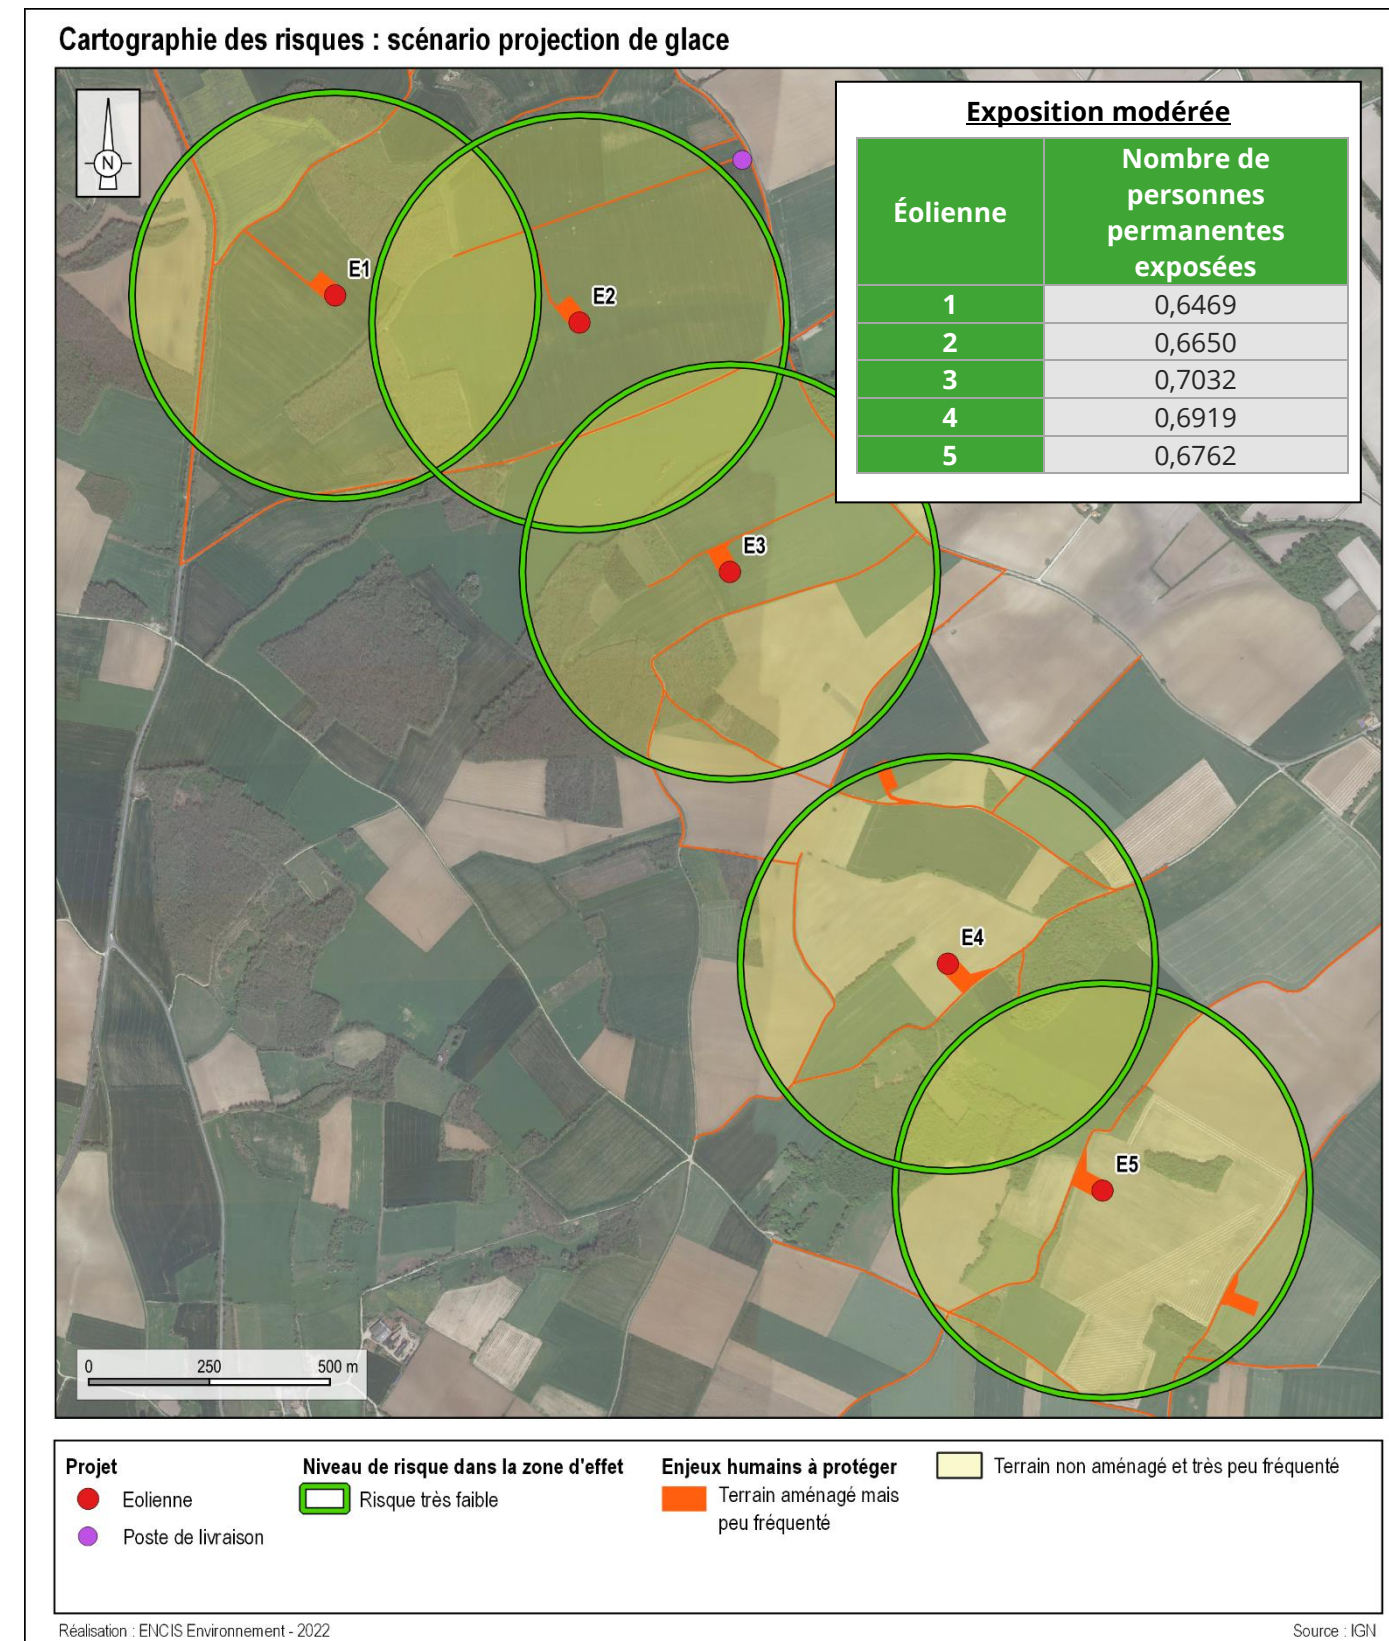 Cartographie des risques : scénario projection de glace
N
Exposition modérée
Éolienne
Nombre de
personnes
permanentes
exposées
1 0,6469
2 0,6650
3 0,7032
4 0,6919
5 0,6762
E1
E2
E3
E4
E5
0 250 500 m
Projet
Eolienne
Poste de livraison
Niveau de risque dans la zone d'effet
Risque très faible
Enjeux humains à protéger
Terrain aménagé mais
peu fréquenté
Terrain non aménagé et très peu fréquenté
Réalisation : ENCIS Environnement - 2022
Source : IGN